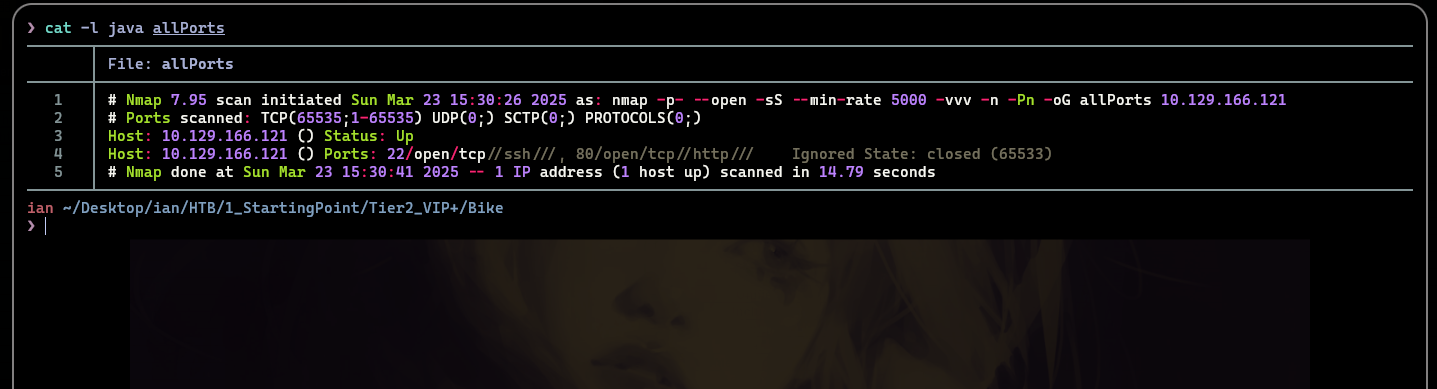 ❯ cat -l java allPorts
File: allPorts
1 # Nmap 7.95 scan initiated Sun Mar 23 15:30:26 2025 as: nmap -p- --open -sS --min-rate 5000 -vvv -n -Pn -oG allPorts 10.129.166.121
2 # Ports scanned: TCP(65535;1-65535) UDP(0;) SCTP(0;) PROTOCOLS(0;)
3 Host: 10.129.166.121 () Status: Up
4 Host: 10.129.166.121 () Ports: 22/open/tcp//ssh///, 80/open/tcp//http/// Ignored State: closed (65533)
5 # Nmap done at Sun Mar 23 15:30:41 2025 -- 1 IP address (1 host up) scanned in 14.79 seconds
ian ~/Desktop/ian/HTB/1_StartingPoint/Tier2_VIP+/Bike
❯